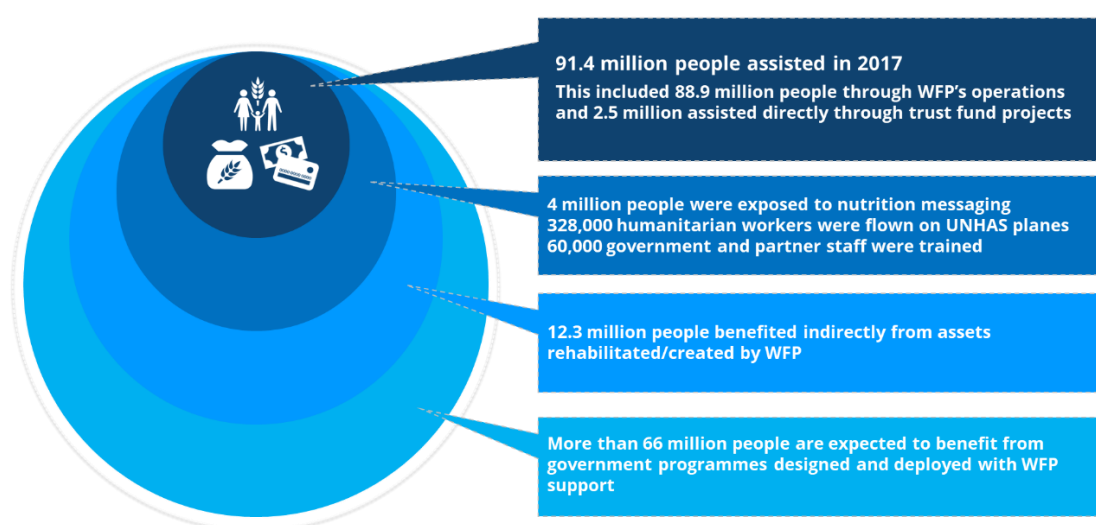 91.4 million people assisted in 2017
This included 88.9 million people through WFP's operations
and 2.5 million assisted directly through trust fund projects
4 million people were exposed to nutrition messaging
328,000 humanitarian workers were flown on UNHAS planes
60,000 government and partner staff were trained
12.3 million people benefited indirectly from assets
rehabilitated/created by WFP
More than 66 million people are expected to benefit from
government programmes designed and deployed with WFP
support